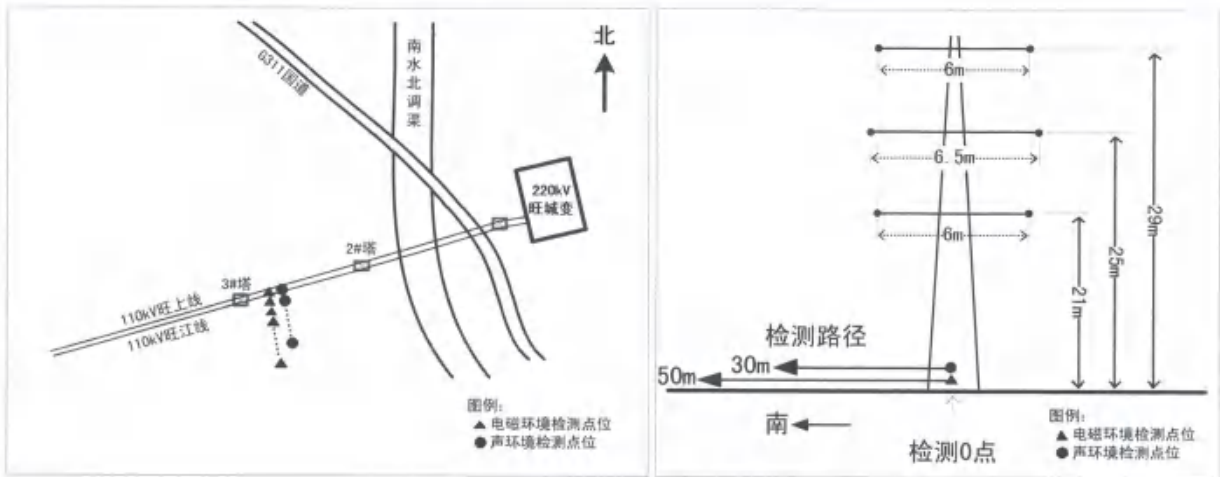 北
G311国道
南水北调渠
220kV
旺城变
2#塔
3#塔
110kV旺上线
110kV旺江线
图例:
▲ 电磁环境检测点位
● 声环境检测点位
6m
6.5m
6m
29m
25m
21m
检测路径
30m
50m
南
检测0点
图例:
▲ 电磁环境检测点位
● 声环境检测点位